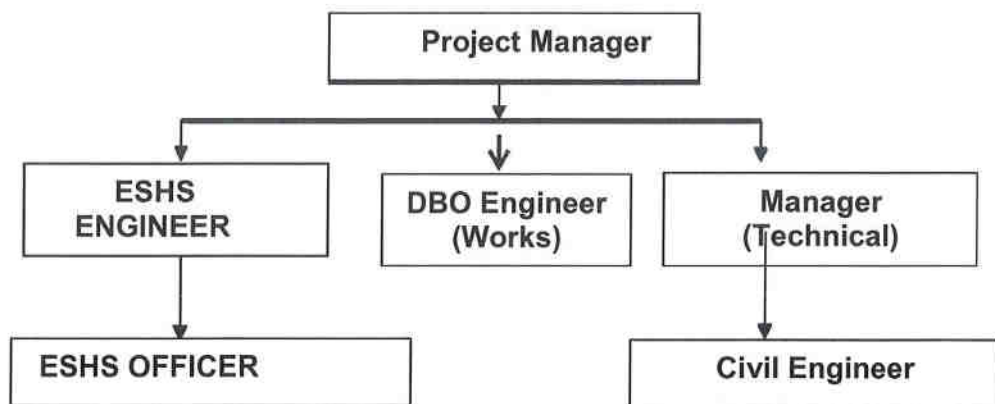 Project Manager
ESHS
ENGINEER
DBO Engineer
(Works)
Manager
(Technical)
ESHS OFFICER
Civil Engineer